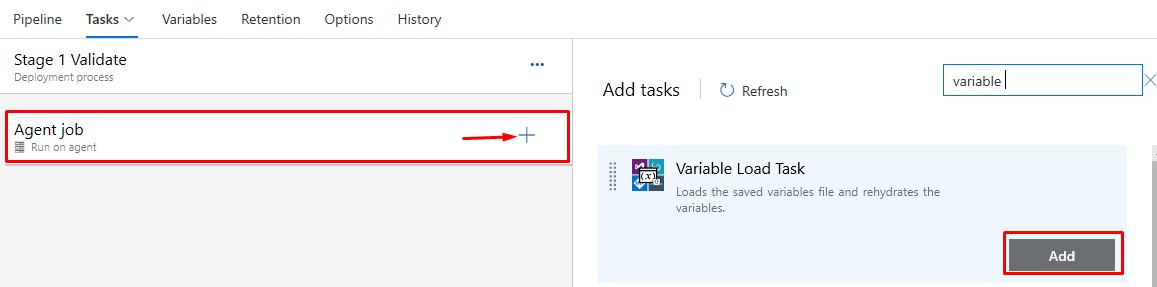 Pipeline Tasks Variables Retention Options History
Stage 1 Validate
Deployment process
Agent job
Run on agent
Add tasks
Refresh
variable
Variable Load Task
Loads the saved variables file and rehydrates the
variables.
Add